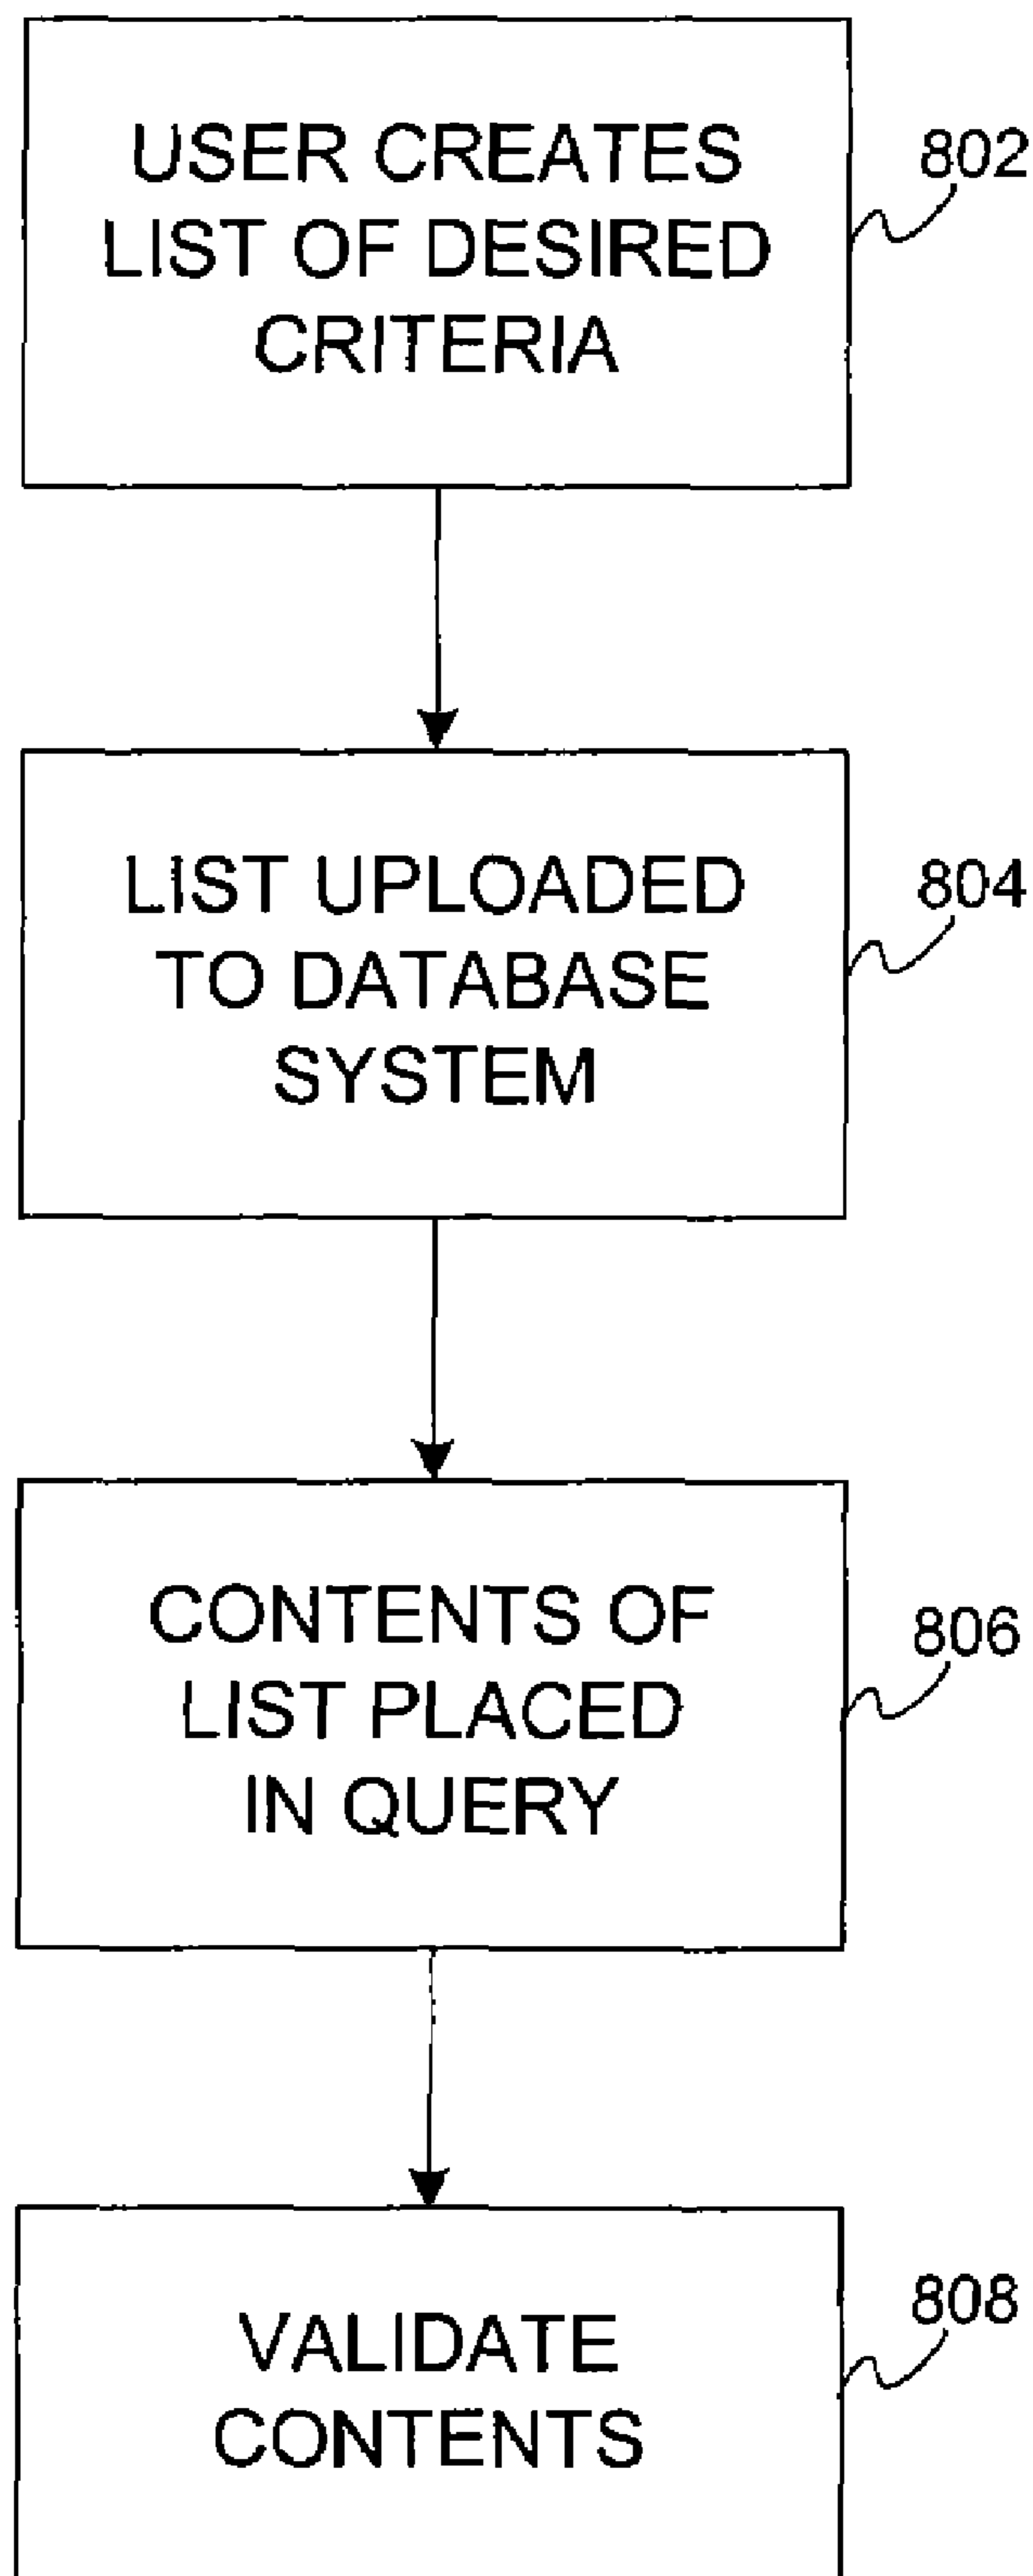 USER CREATES
LIST OF DESIRED
CRITERIA
802
LIST UPLOADED
TO DATABASE
SYSTEM
804
CONTENTS OF
LIST PLACED
IN QUERY
806
VALIDATE
CONTENTS
808